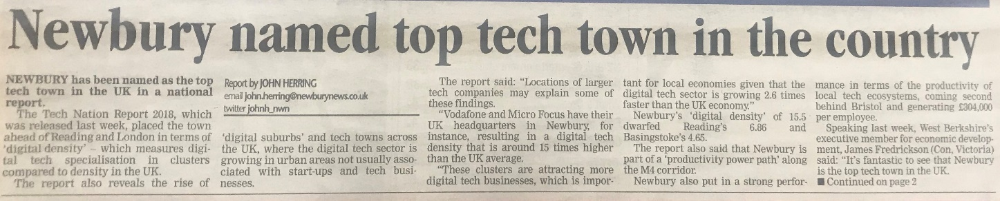 Newbury named top tech town in the country
NEWBURY has been named as the top
tech town in the UK in a national
report.
The Tech Nation Report 2018, which
was released last week, placed the town
ahead of Reading and London in terms of
'digital density' – which measures digi-
tal tech specialisation in clusters
compared to density in the UK.
The report also reveals the rise of
Report by JOHN HERRING
email john.herring@newburynews.co.uk
twitter johnh_nwn
'digital suburbs' and tech towns across
the UK, where the digital tech sector is
growing in urban areas not usually asso-
ciated with start-ups and tech busi-
nesses.
The report said: "Locations of larger
tech companies may explain some of
these findings.
"Vodafone and Micro Focus have their
UK headquarters in Newbury, for
instance, resulting in a digital tech
density that is around 15 times higher
than the UK average.
"These clusters are attracting more
digital tech businesses, which is impor-
tant for local economies given that the
digital tech sector is growing 2.6 times
faster than the UK economy."
Newbury's 'digital density' of 15.5
dwarfed Reading's 6.86 and
Basingstoke's 4.65.
The report also said that Newbury is
part of a 'productivity power path' along
the M4 corridor.
Newbury also put in a strong perfor-
mance in terms of the productivity of
local tech ecosystems, coming second
behind Bristol and generating £304,000
per employee.
Speaking last week, West Berkshire's
executive member for economic develop-
ment, James Fredrickson (Con, Victoria)
said: "It's fantastic to see that Newbury
is the top tech town in the UK.
■ Continued on page 2